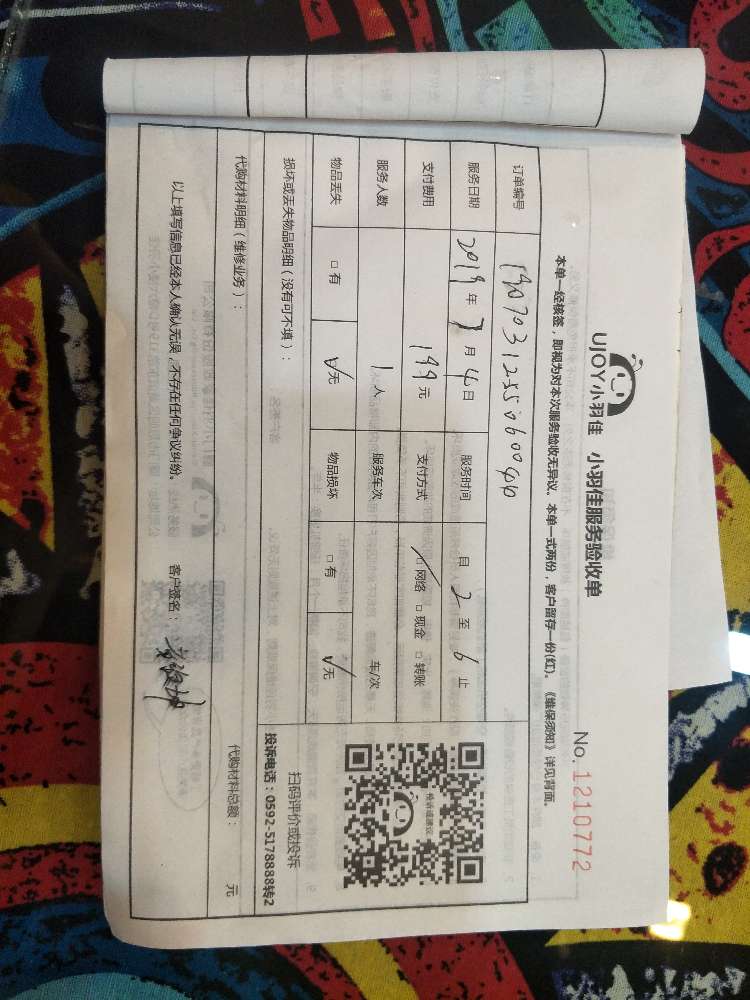 UJOY小羽佳 小羽佳服务验收单
No. 1210772
本单一经核签，即视为对本次服务验收无异议。本单一式两份，客户留存一份(红)。《维保须知》详见背面。
订单编号
服务日期 2019年7月4日 服务时间 自2至6止
支付费用 199元 支付方式 ☑网络 □现金 □转账
服务人数 1人 服务车次 车/次
物品丢失 □有 ☑无 物品损坏 □有 ☑无
投诉或建议
扫码评价或投诉
投诉电话：0592-5178888转2
损坏或丢失物品明细（没有可不填）：
代购材料明细（维修业务）： 代购材料总额： 元
以上填写信息已经本人确认无误，不存在任何争议纠纷。 客户签名：